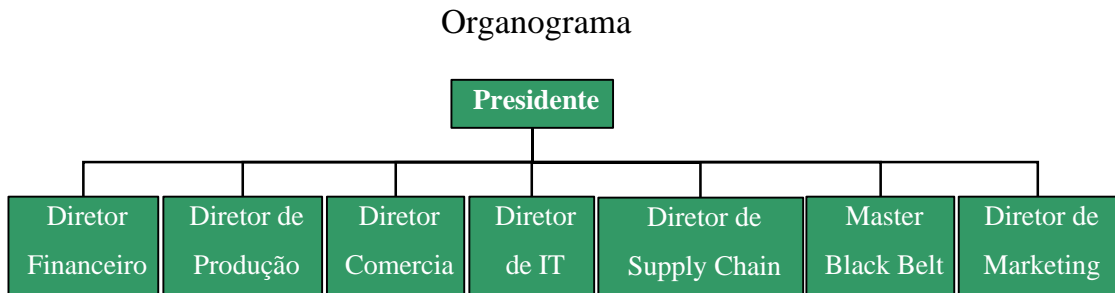 Organograma
Presidente
Diretor
Financeiro
Diretor de
Produção
Diretor
Comercia
Diretor
de IT
Diretor de
Supply Chain
Master
Black Belt
Diretor de
Marketing